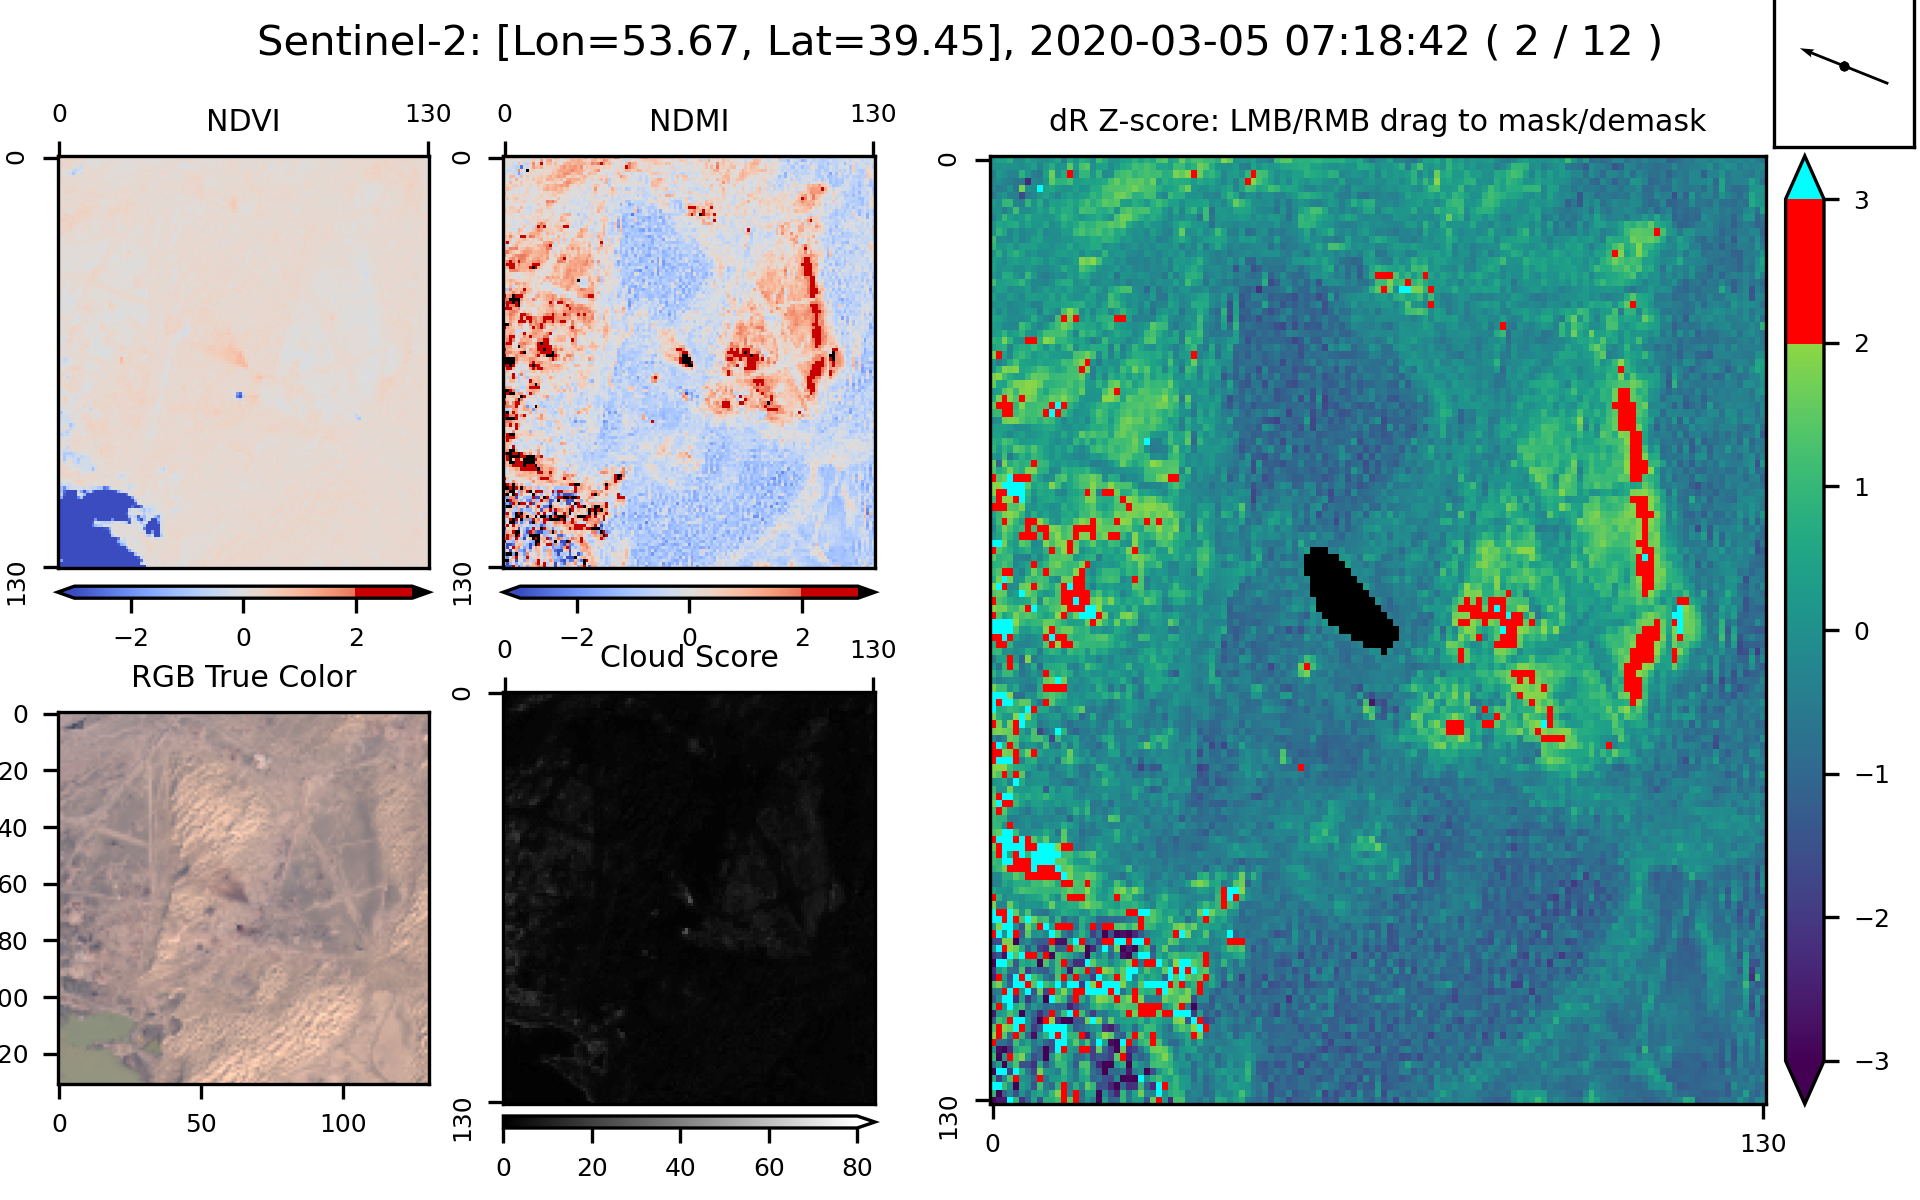 Sentinel-2: [Lon=53.67, Lat=39.45], 2020-03-05 07:18:42 ( 2 / 12 )
0 NDVI 130
0 NDMI 130
dR Z-score: LMB/RMB drag to mask/demask
0
130
0
130
0
130
3
2
1
0
−1
−2
−3
−2 0 2
−2 0 2
RGB True Color
0 Cloud Score 130
0
20
40
60
80
00
20
0 50 100
0
130
0 20 40 60 80
0 130